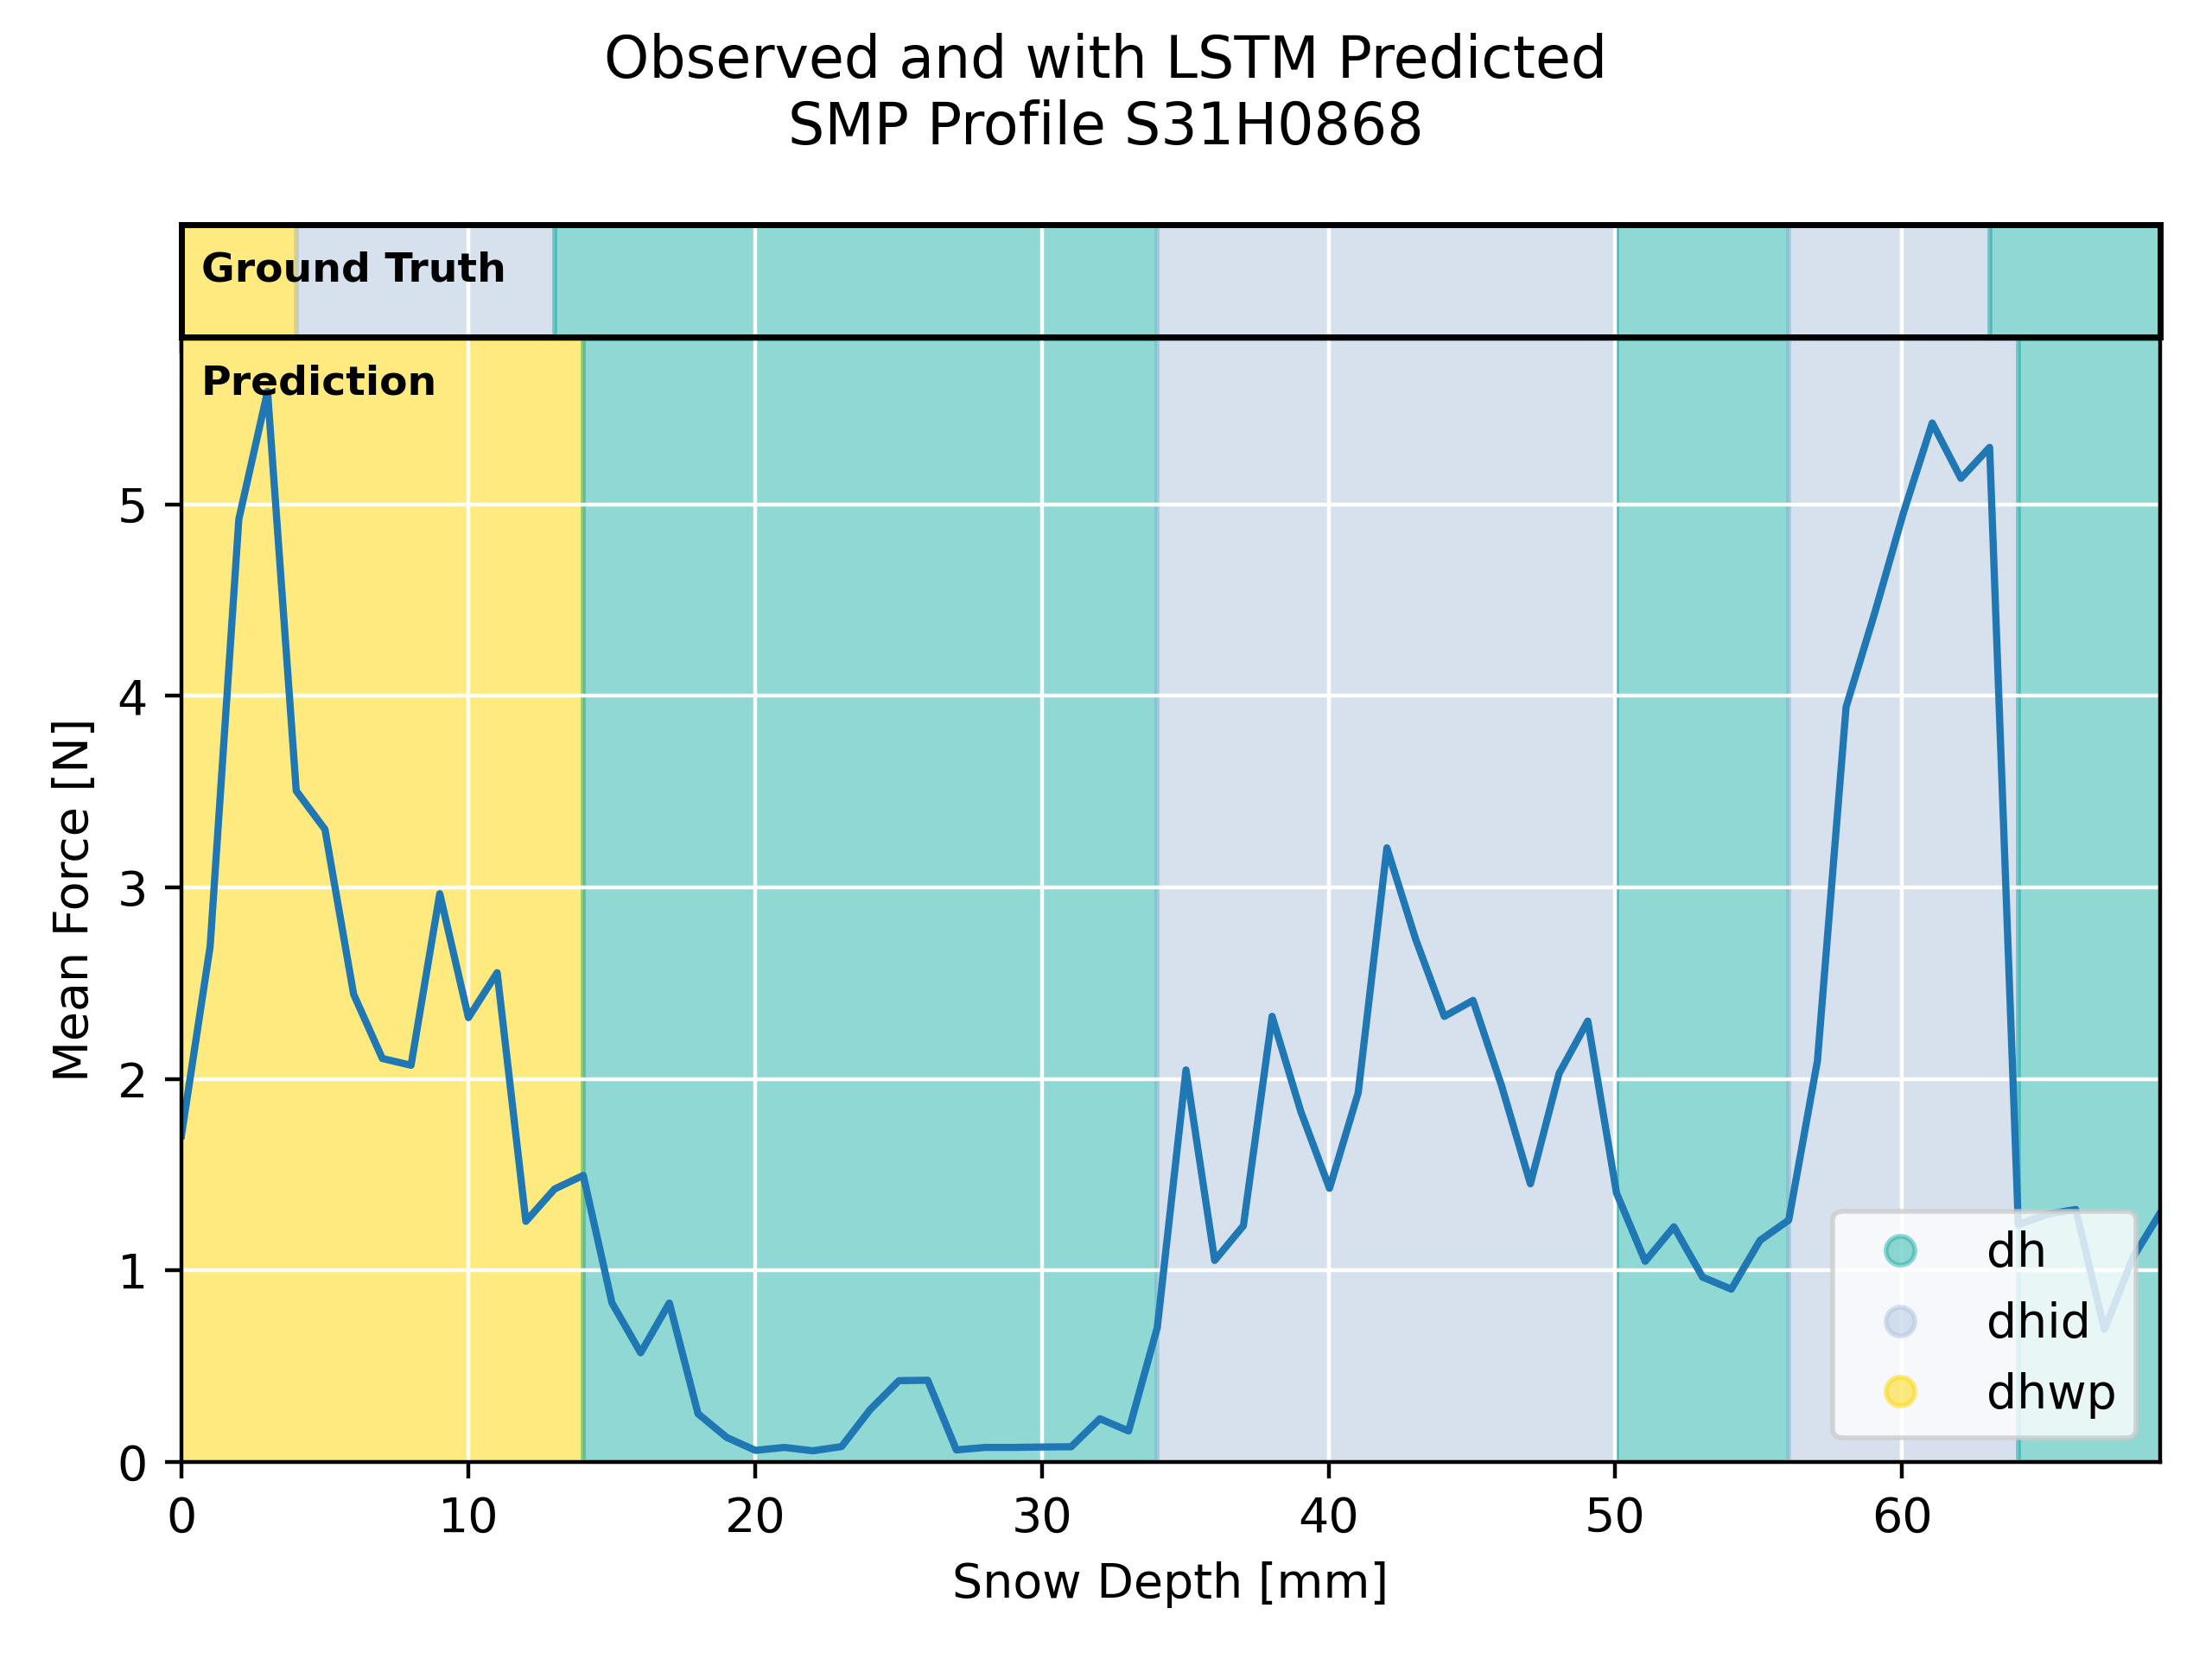 Observed and with LSTM Predicted
SMP Profile S31H0868
Ground Truth
Prediction
5
4
3
2
1
0
Mean Force [N]
0 10 20 30 40 50 60
Snow Depth [mm]
dh
dhid
dhwp